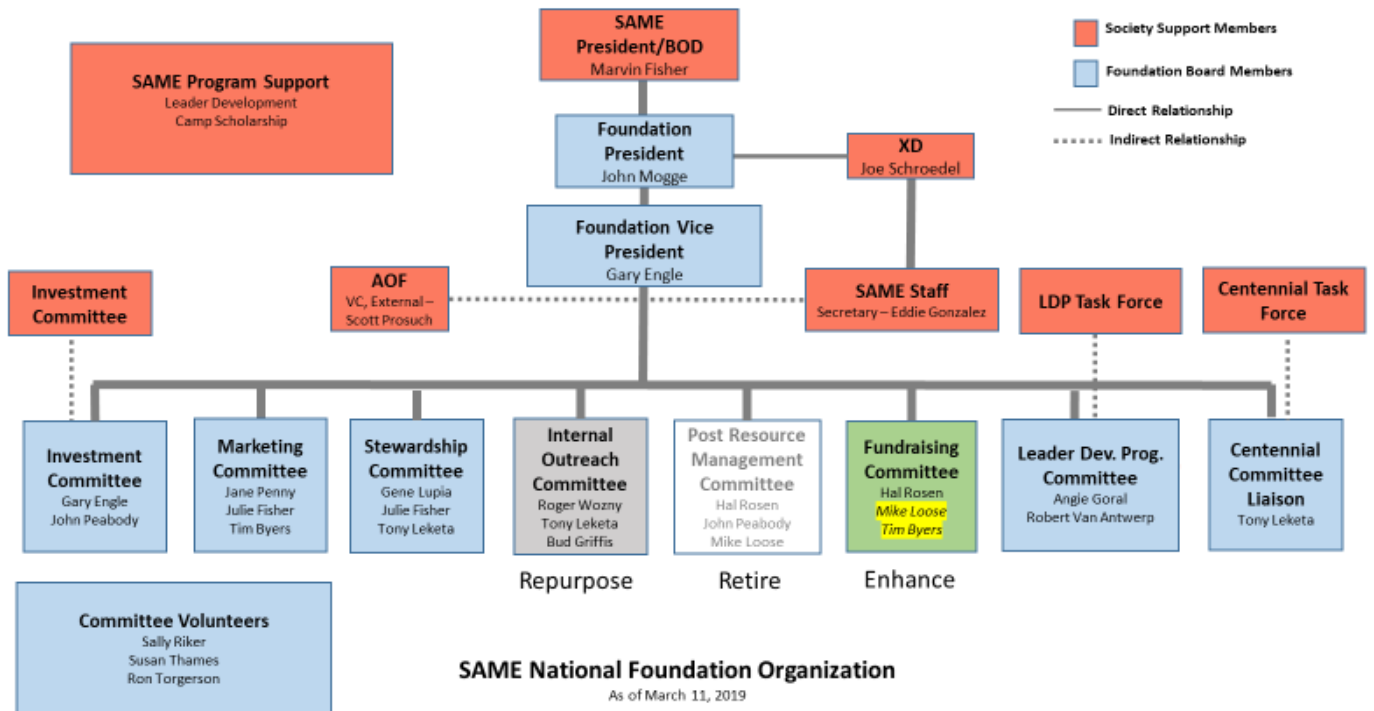 SAME
President/BOD
Marvin Fisher
Society Support Members
Foundation Board Members
Direct Relationship
Indirect Relationship
SAME Program Support
Leader Development
Camp Scholarship
Foundation
President
John Mogge
XD
Joe Schroedel
Foundation Vice
President
Gary Engle
Investment
Committee
AOF
VC, External –
Scott Prosuch
SAME Staff
Secretary – Eddie Gonzalez
LDP Task Force
Centennial Task
Force
Investment
Committee
Gary Engle
John Peabody
Marketing
Committee
Jane Penny
Julie Fisher
Tim Byers
Stewardship
Committee
Gene Lupia
Julie Fisher
Tony Leketa
Internal
Outreach
Committee
Roger Wozny
Tony Leketa
Bud Griffis
Post Resource
Management
Committee
Hal Rosen
John Peabody
Mike Loose
Fundraising
Committee
Hal Rosen
Mike Loose
Tim Byers
Leader Dev. Prog.
Committee
Angie Goral
Robert Van Antwerp
Centennial
Committee
Liaison
Tony Leketa
Repurpose
Retire
Enhance
Committee Volunteers
Sally Riker
Susan Thames
Ron Torgerson
SAME National Foundation Organization
As of March 11, 2019